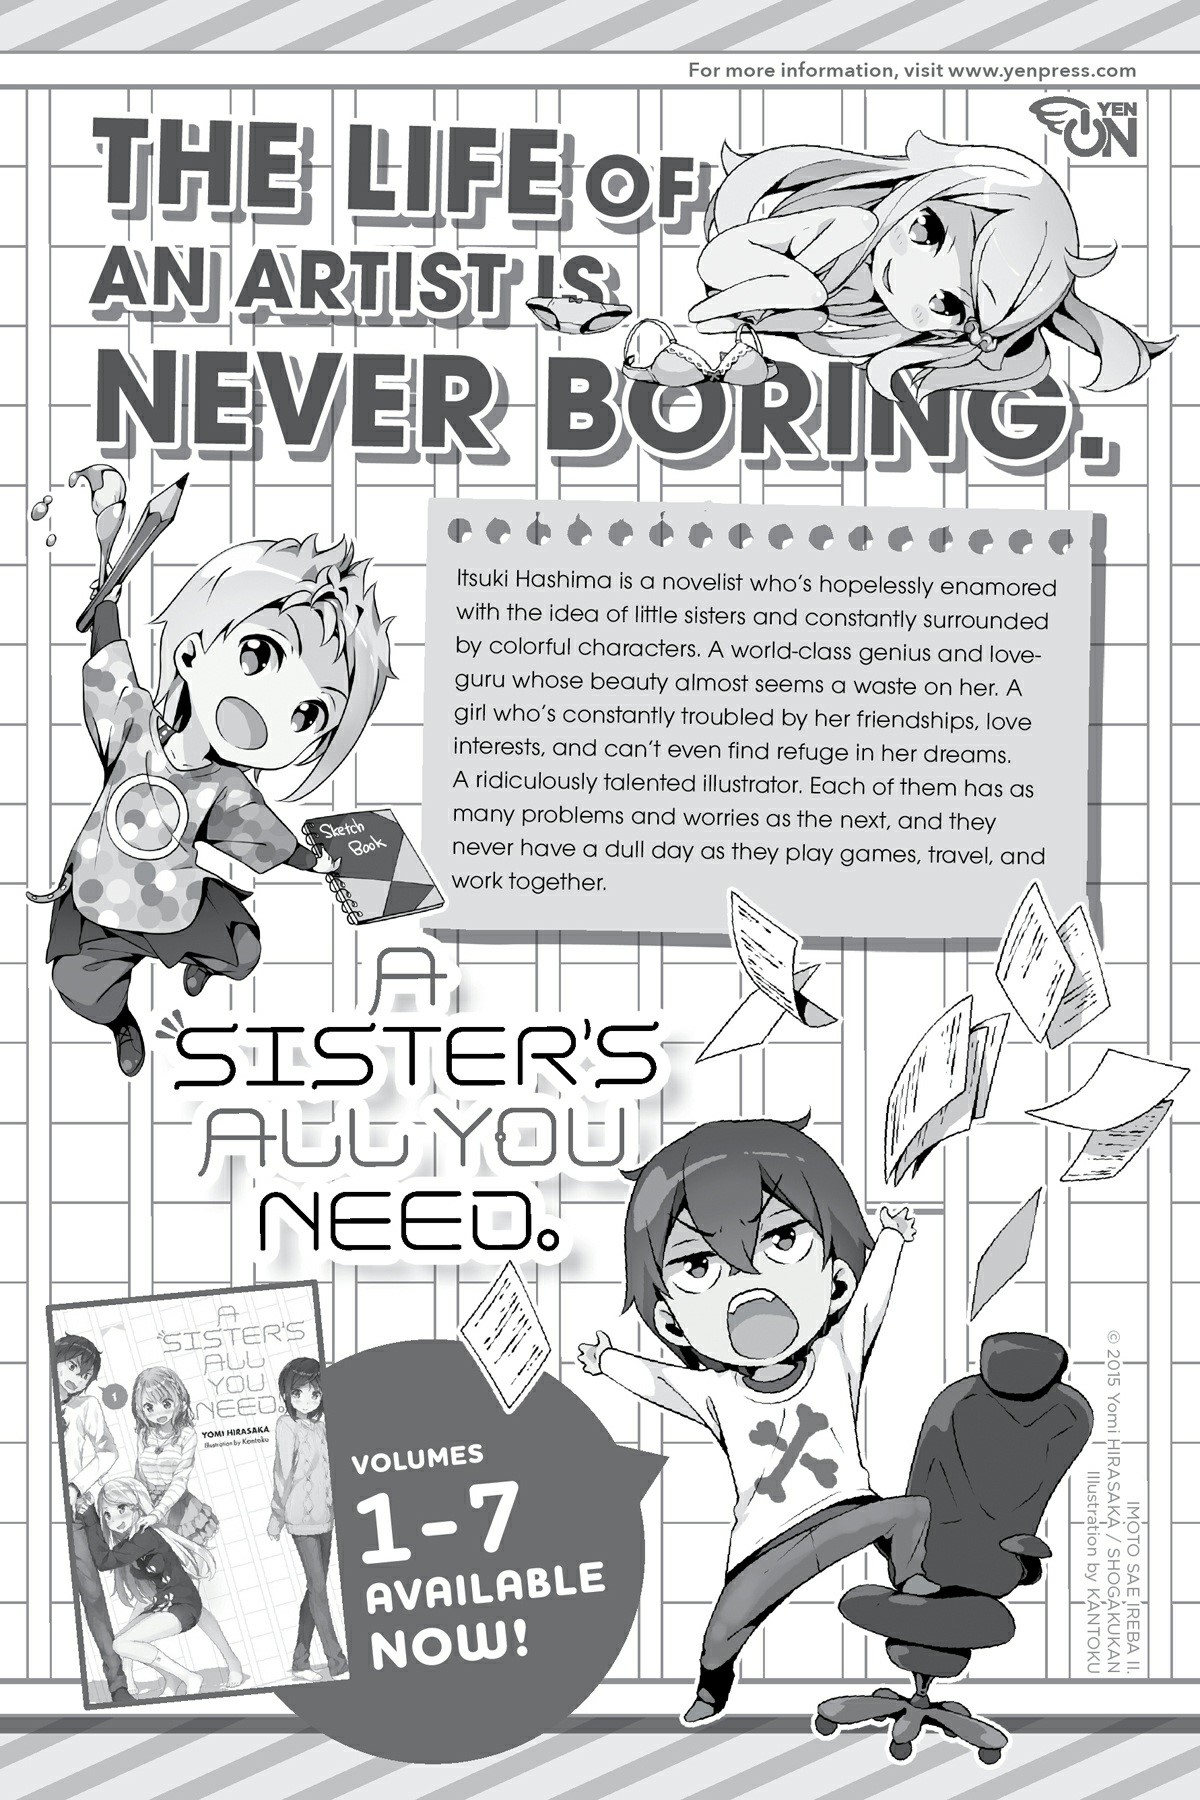 For more information, visit www.yenpress.com
YEN
ON
THE LIFE OF
AN ARTIST IS
NEVER BORING.
Itsuki Hashima is a novelist who's hopelessly enamored
with the idea of little sisters and constantly surrounded
by colorful characters. A world-class genius and love-
guru whose beauty almost seems a waste on her. A
girl who's constantly troubled by her friendships, love
interests, and can't even find refuge in her dreams.
A ridiculously talented illustrator. Each of them has as
many problems and worries as the next, and they
never have a dull day as they play games, travel, and
work together.
Sketch
Book
A
"SISTER'S
ALL YOU
NEED.
A
"SISTER'S
ALL
YOU
NEED.
1
YOMI HIRASAKA
Illustration by Kantoku
VOLUMES
1-7
AVAILABLE
NOW!
IMOTO SAE IREBA II.
© 2015 Yomi HIRASAKA / SHOGAKUKAN
Illustration by KANTOKU